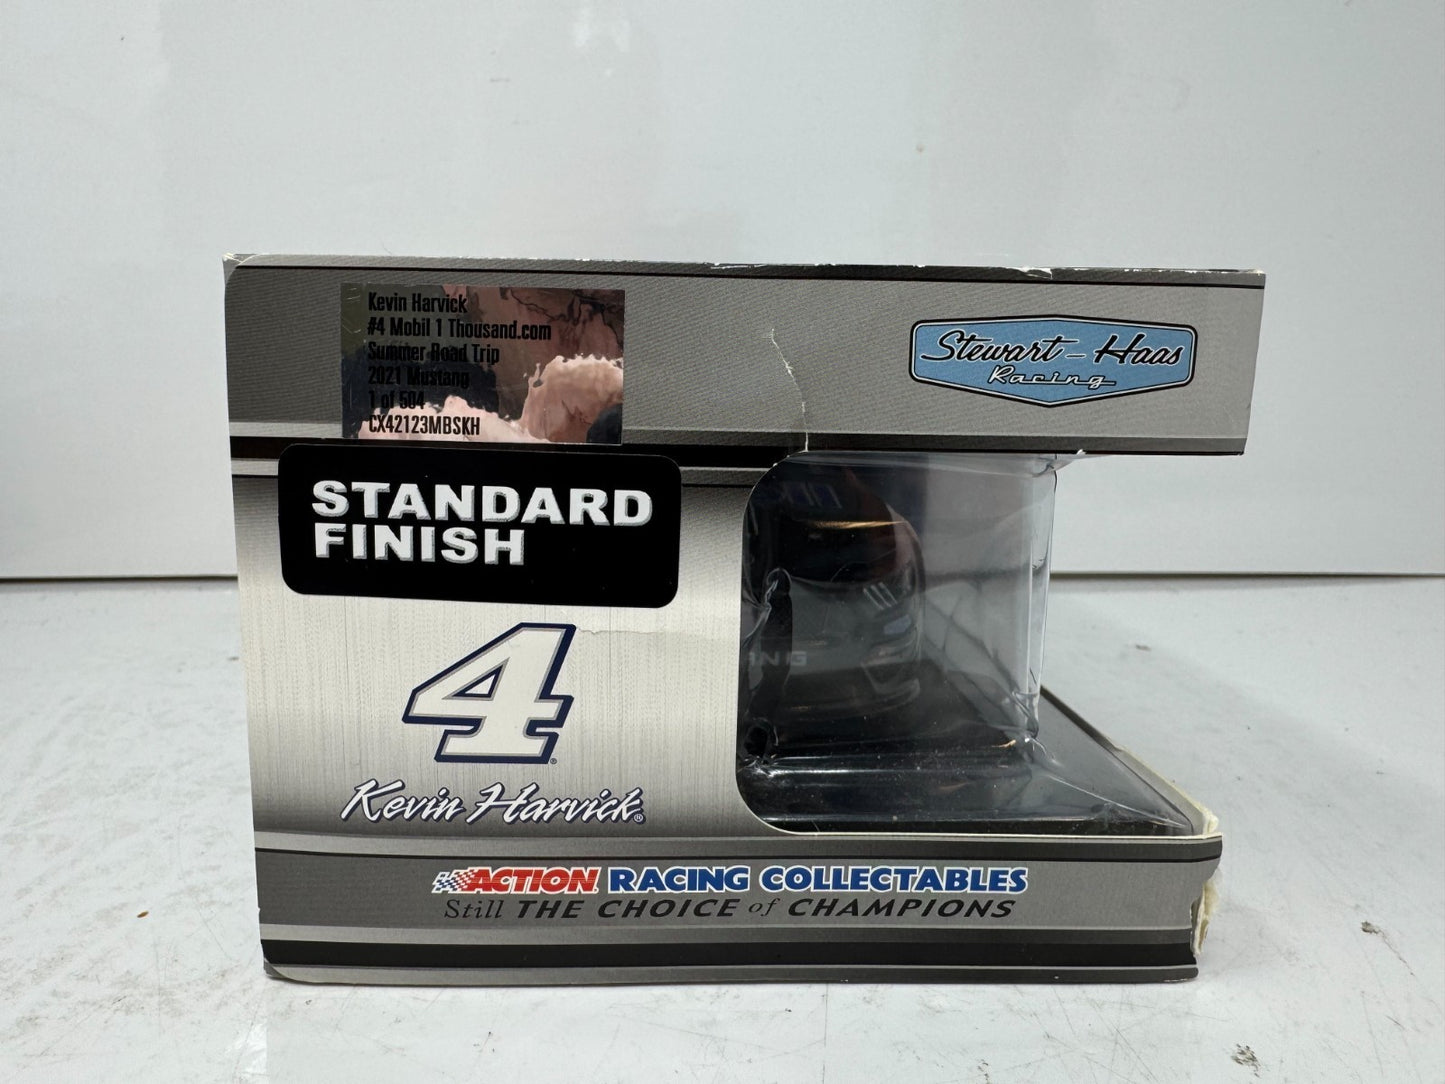 Kevin Harvick
#4 Mobil 1 Thousand.com
Summer Road Trip
2021 Mustang
1 of 504
CX42123MBSKH
Stewart-Haas
Racing
STANDARD
FINISH
4
Kevin Harvick®
ACTION RACING COLLECTABLES
Still THE CHOICE of CHAMPIONS